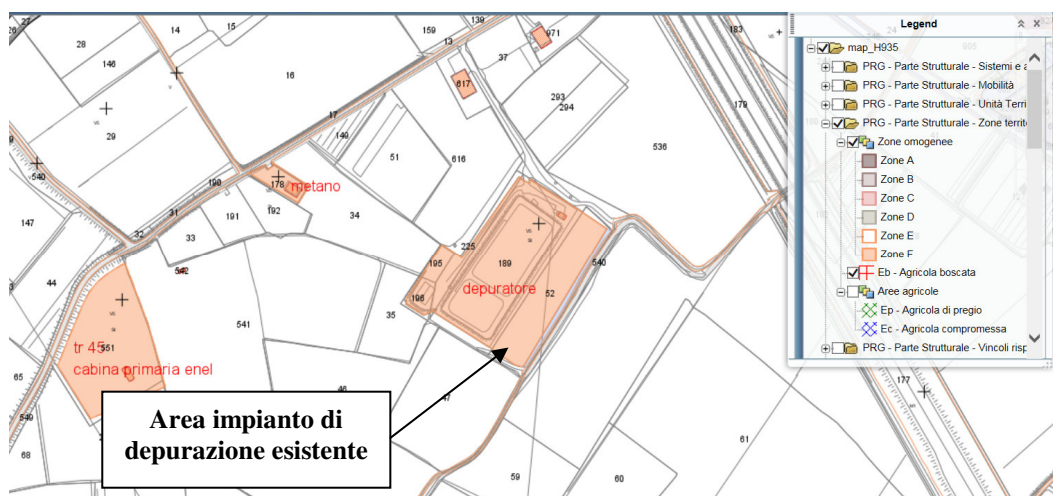 139
159
13
14
15
27
28
146
16
29
617
971
37
293
294
179
536
17
149
51
616
178
metano
190
540
31
191
192
34
147
32
33
225
195
189
540
depuratore
196
52
44
542
541
35
tr 45
551
cabina primaria enel
65
549
68
46
47
59
60
61
177
Area impianto di
depurazione esistente
Legend
map_H935
PRG - Parte Strutturale - Sistemi e a
PRG - Parte Strutturale - Mobilità
PRG - Parte Strutturale - Unità Terri
PRG - Parte Strutturale - Zone territo
Zone omogenee
Zone A
Zone B
Zone C
Zone D
Zone E
Zone F
Eb - Agricola boscata
Aree agricole
Ep - Agricola di pregio
Ec - Agricola compromessa
PRG - Parte Strutturale - Vincoli risp